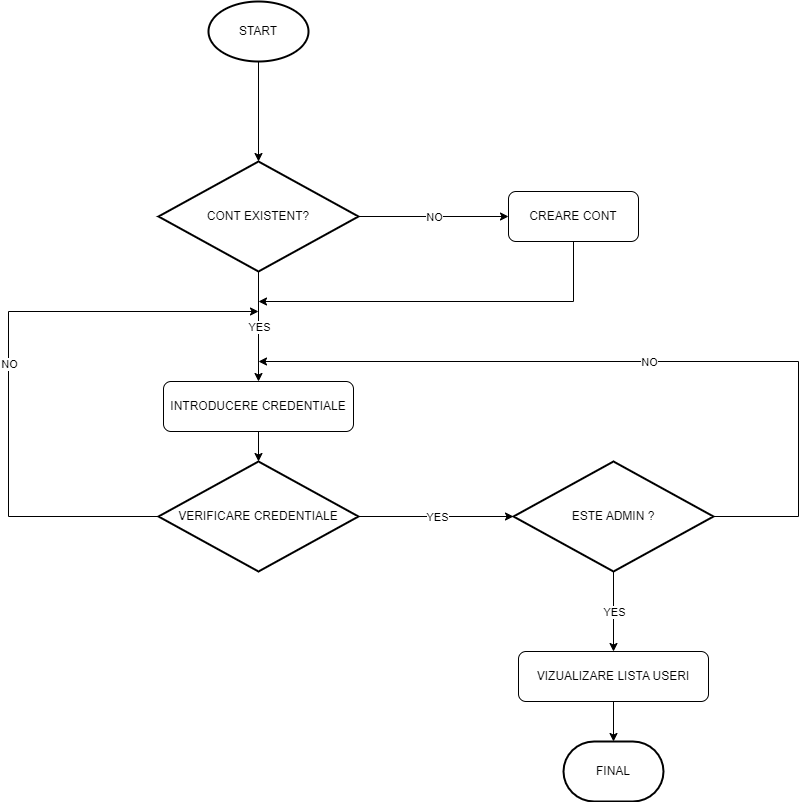 START
CONT EXISTENT?
NO
CREARE CONT
YES
NO
NO
INTRODUCERE CREDENTIALE
VERIFICARE CREDENTIALE
YES
ESTE ADMIN ?
YES
VIZUALIZARE LISTA USERI
FINAL